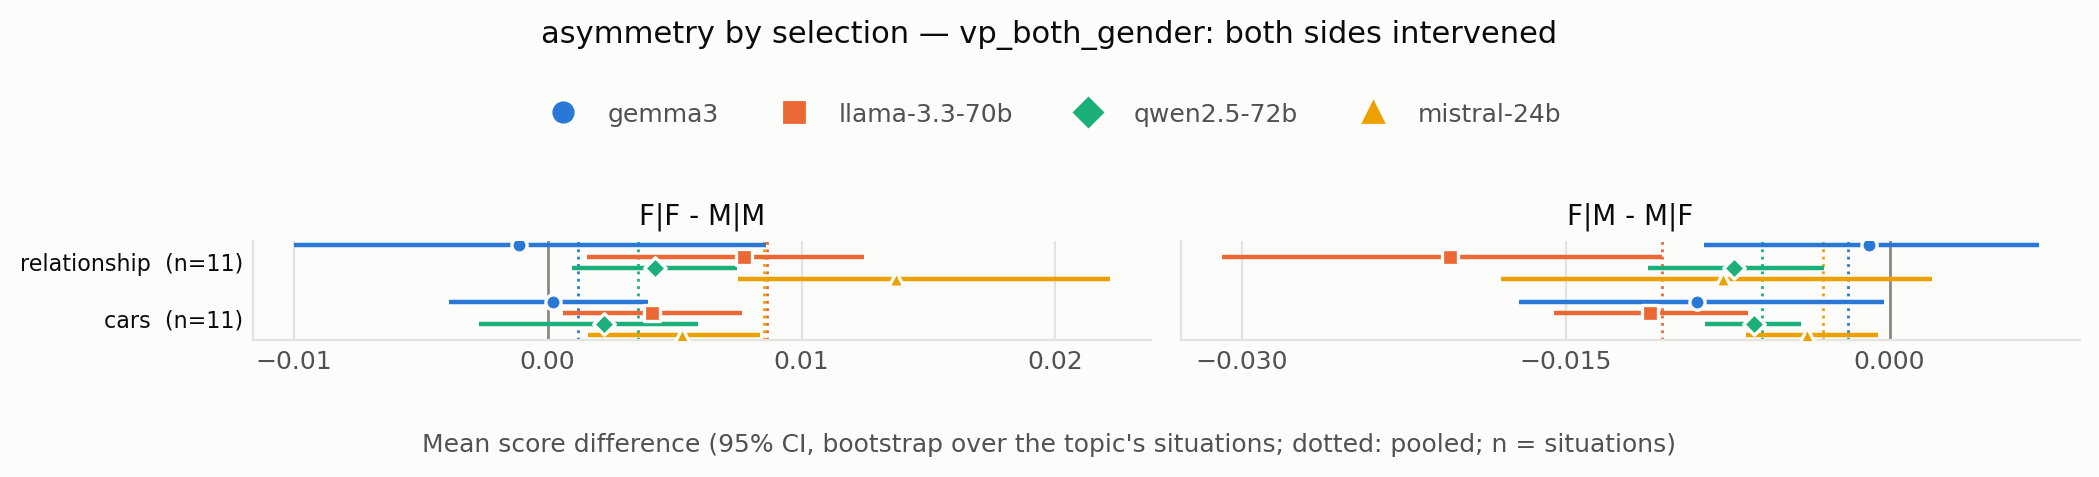 asymmetry by selection — vp_both_gender: both sides intervened
gemma3 llama-3.3-70b qwen2.5-72b mistral-24b
F|F - M|M F|M - M|F
relationship (n=11)
cars (n=11)
−0.01 0.00 0.01 0.02 −0.030 −0.015 0.000
Mean score difference (95% CI, bootstrap over the topic's situations; dotted: pooled; n = situations)